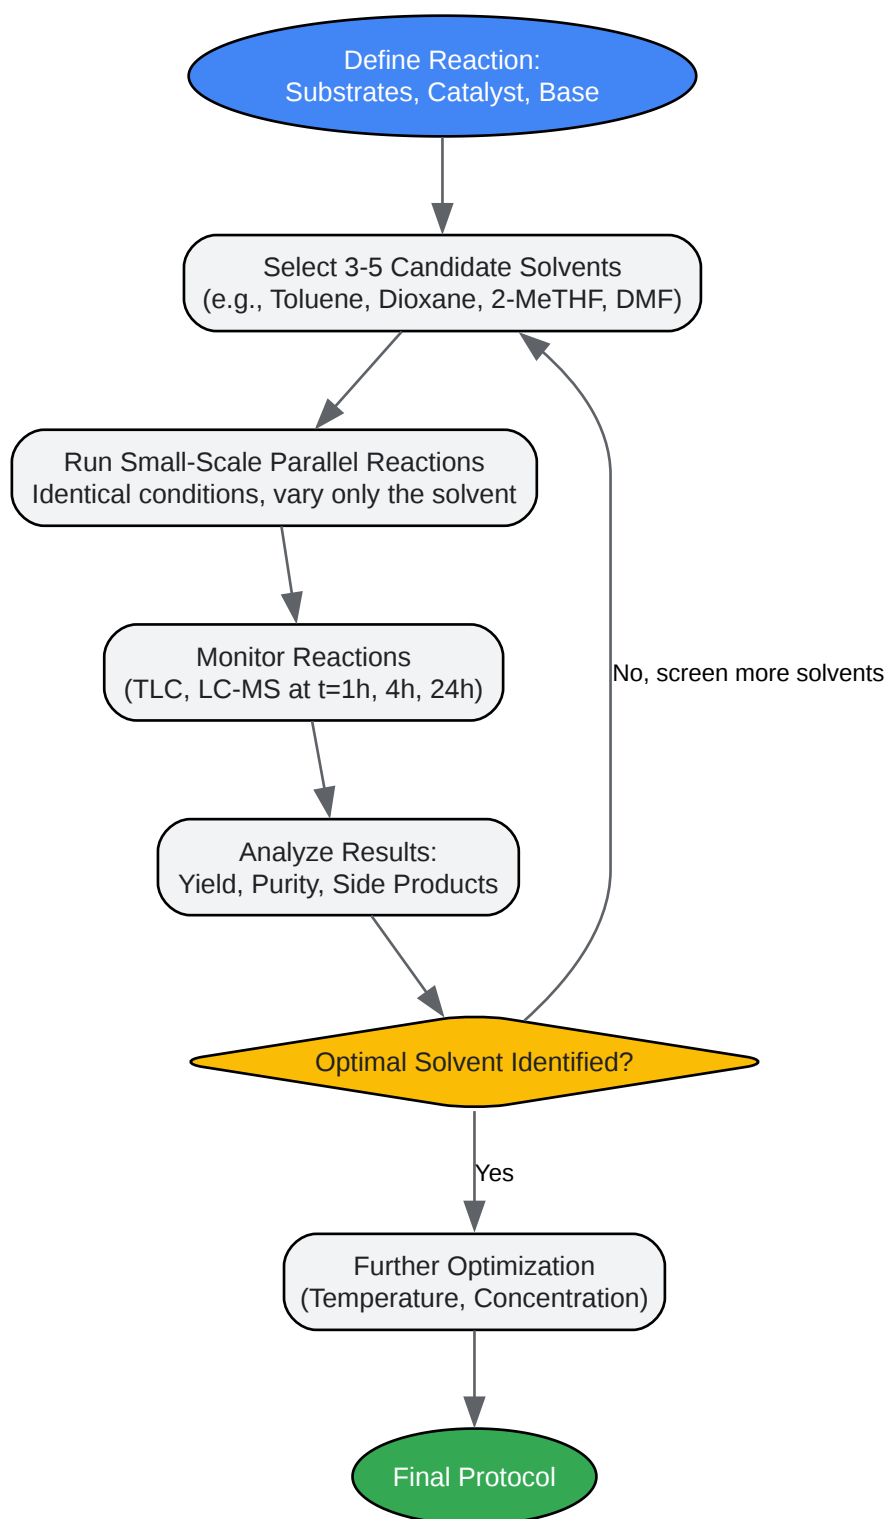 Define Reaction:
Substrates, Catalyst, Base
Select 3-5 Candidate Solvents
(e.g., Toluene, Dioxane, 2-MeTHF, DMF)
Run Small-Scale Parallel Reactions
Identical conditions, vary only the solvent
Monitor Reactions
(TLC, LC-MS at t=1h, 4h, 24h)
No, screen more solvents
Analyze Results:
Yield, Purity, Side Products
Optimal Solvent Identified?
Yes
Further Optimization
(Temperature, Concentration)
Final Protocol